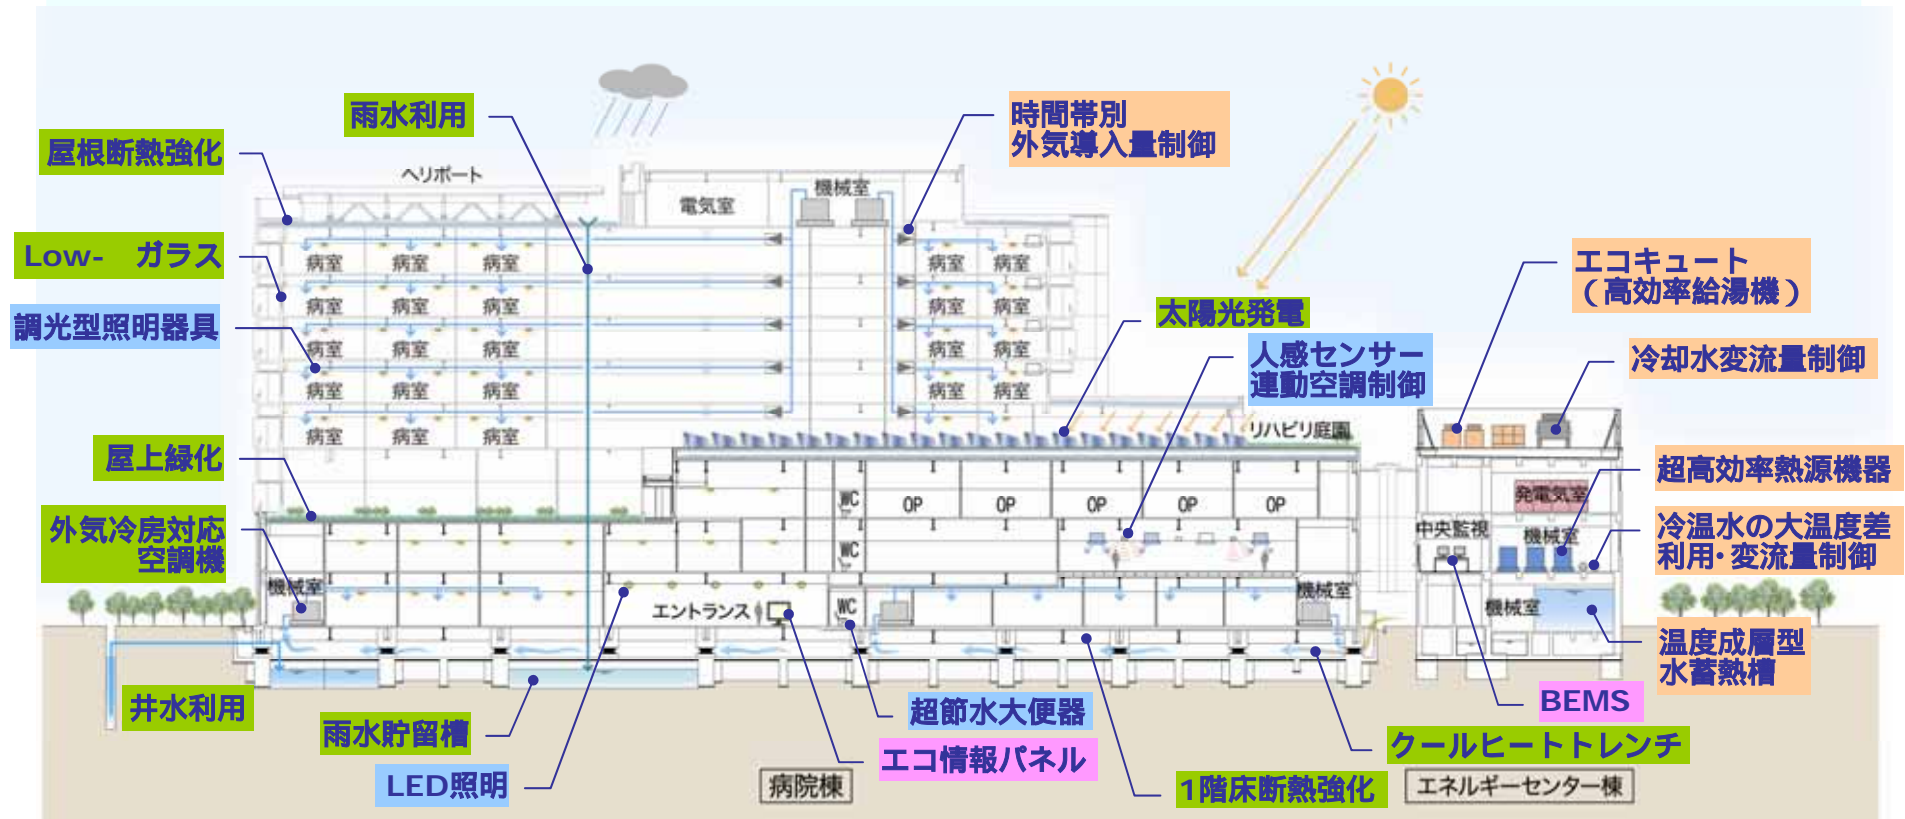 雨水利用
時間帯別
外気導入量制御
屋根断熱強化
ヘリポート
機械室
電気室
Low-　ガラス
病室 病室 病室 病室 病室
エコキュート
（高効率給湯機）
病室 病室 病室 病室 病室
太陽光発電
調光型照明器具
病室 病室 病室 病室 病室
人感センサー
連動空調制御
冷却水変流量制御
病室 病室 病室 病室 病室
病室 病室 病室
リハビリ庭園
屋上緑化
超高効率熱源機器
WC OP OP OP OP OP
発電気室
外気冷房対応
空調機
中央監視
機械室
冷温水の大温度差
利用・変流量制御
WC
機械室
機械室
エントランス
WC
機械室
温度成層型
水蓄熱槽
井水利用
雨水貯留槽
超節水大便器
BEMS
エコ情報パネル
クールヒートトレンチ
LED照明
病院棟
1階床断熱強化
エネルギーセンター棟